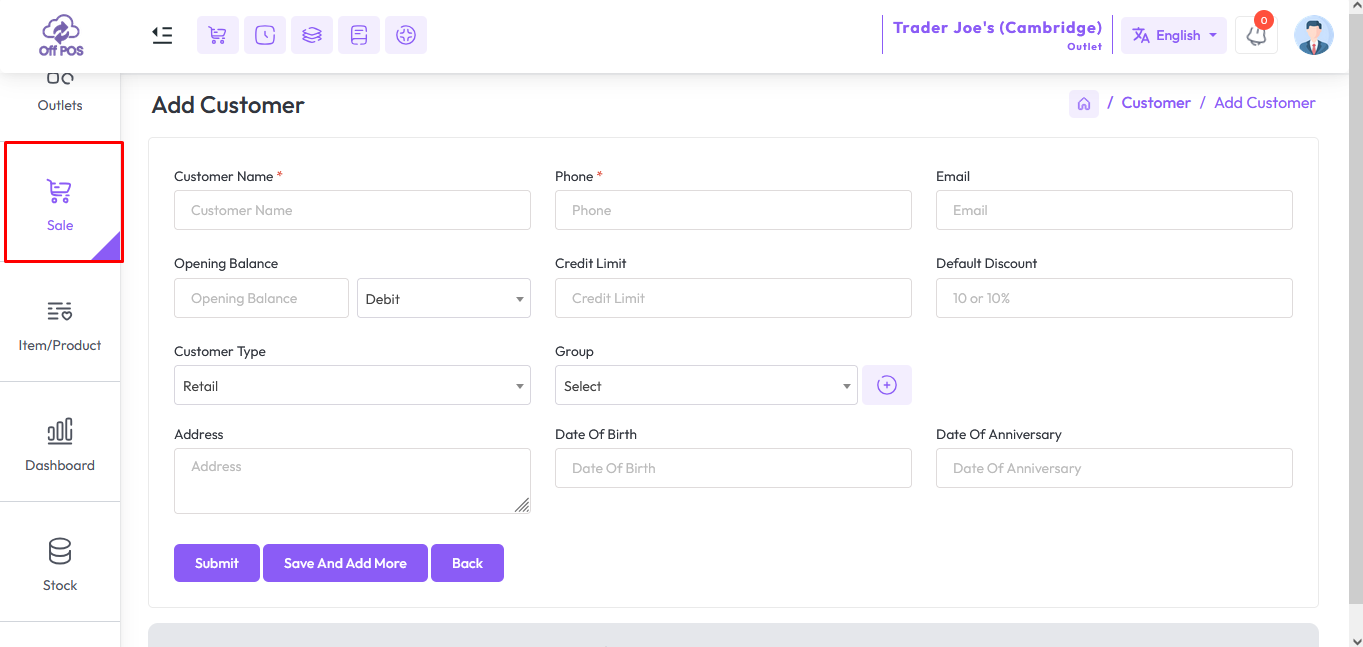 Off POS
Trader Joe's (Cambridge)
Outlet
English
0
Outlets
Sale
Item/Product
Dashboard
Stock
Add Customer
/ Customer / Add Customer
Customer Name *
Customer Name
Phone *
Phone
Email
Email
Opening Balance
Opening Balance
Debit
Credit Limit
Credit Limit
Default Discount
10 or 10%
Customer Type
Retail
Group
Select
Address
Address
Date Of Birth
Date Of Birth
Date Of Anniversary
Date Of Anniversary
Submit
Save And Add More
Back